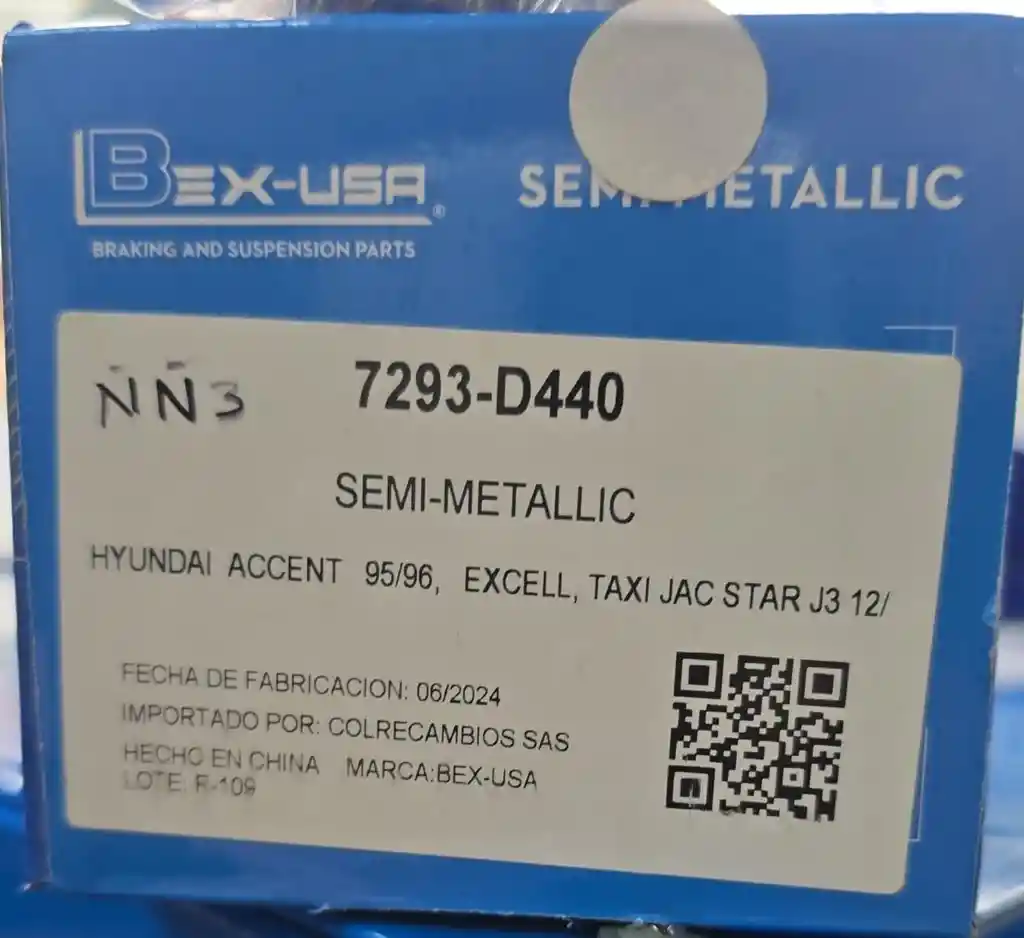 BEX-USA®
SEMI-METALLIC
BRAKING AND SUSPENSION PARTS
ÑÑ3
7293-D440
SEMI-METALLIC
HYUNDAI ACCENT 95/96, EXCELL, TAXI JAC STAR J3 12/
FECHA DE FABRICACION: 06/2024
IMPORTADO POR: COLRECAMBIOS SAS
HECHO EN CHINA MARCA:BEX-USA
LOTE: F-109